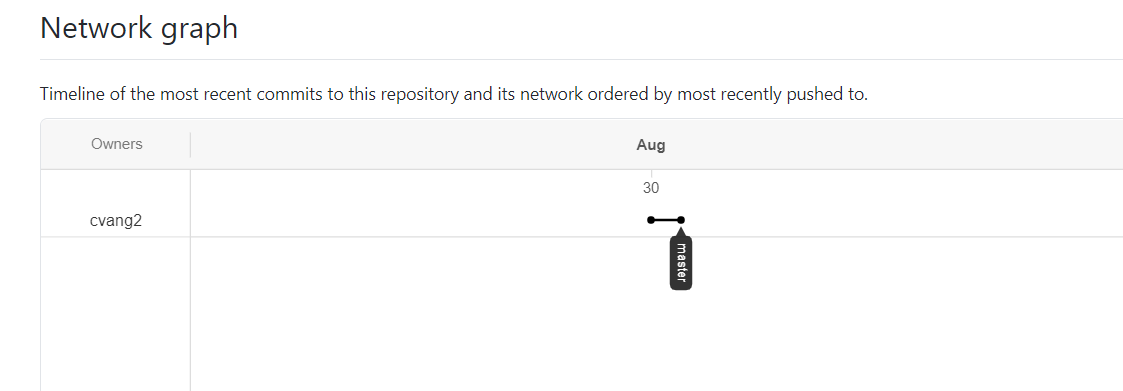 Network graph
Timeline of the most recent commits to this repository and its network ordered by most recently pushed to.
Owners
Aug
30
cvang2
master